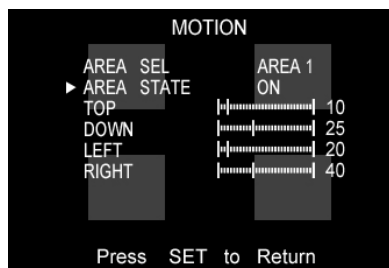 MOTION
AREA SEL AREA 1
AREA STATE ON
TOP 10
DOWN 25
LEFT 20
RIGHT 40
Press SET to Return